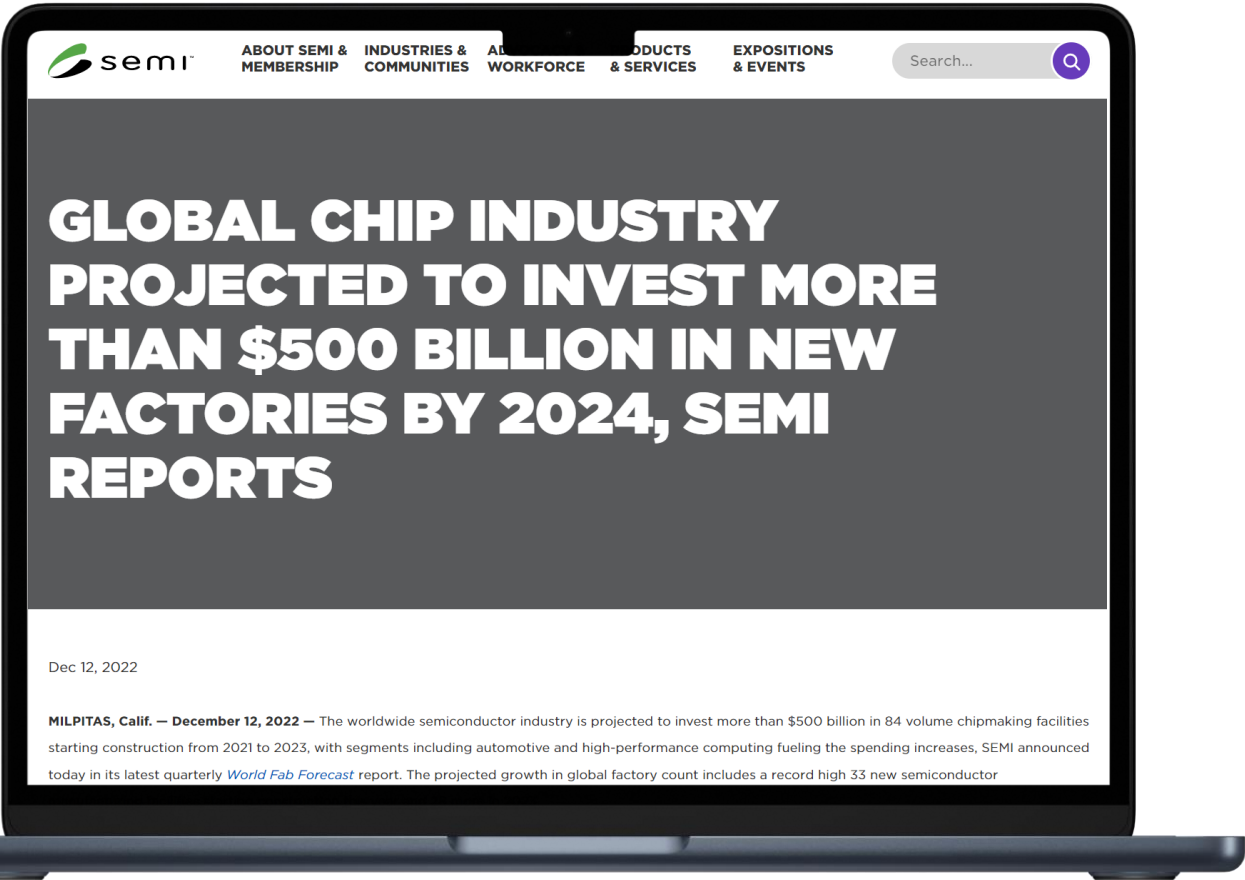 semi™
ABOUT SEMI &
MEMBERSHIP
INDUSTRIES &
COMMUNITIES
WORKFORCE
& SERVICES
EXPOSITIONS
& EVENTS
Search...
GLOBAL CHIP INDUSTRY
PROJECTED TO INVEST MORE
THAN $500 BILLION IN NEW
FACTORIES BY 2024, SEMI
REPORTS
Dec 12, 2022
MILPITAS, Calif. — December 12, 2022 — The worldwide semiconductor industry is projected to invest more than $500 billion in 84 volume chipmaking facilities
starting construction from 2021 to 2023, with segments including automotive and high-performance computing fueling the spending increases, SEMI announced
today in its latest quarterly World Fab Forecast report. The projected growth in global factory count includes a record high 33 new semiconductor